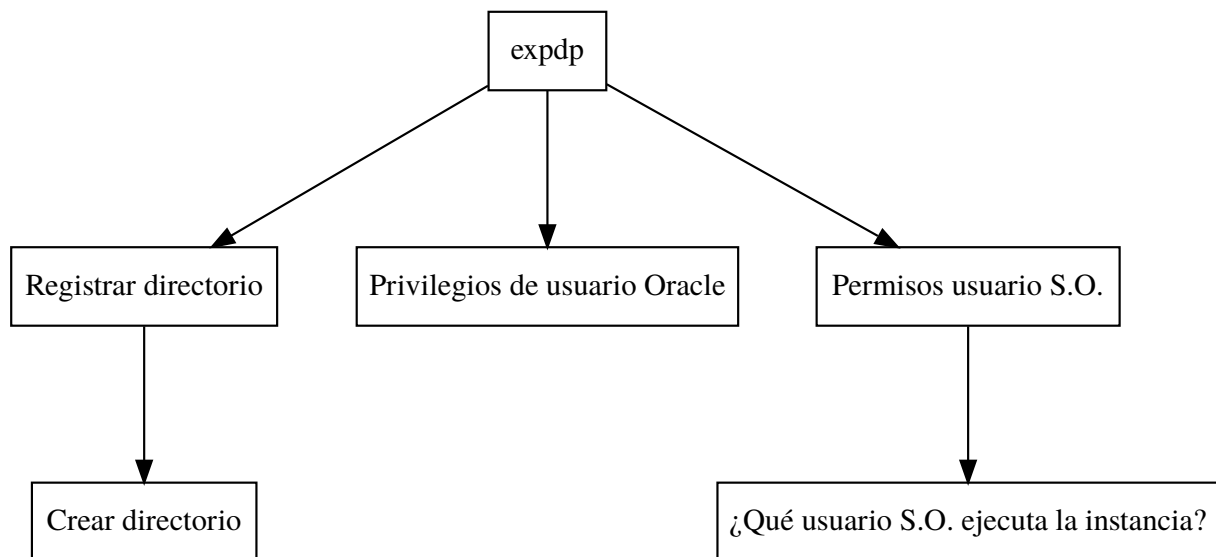 expdp
Registrar directorio
Privilegios de usuario Oracle
Permisos usuario S.O.
Crear directorio
¿Qué usuario S.O. ejecuta la instancia?